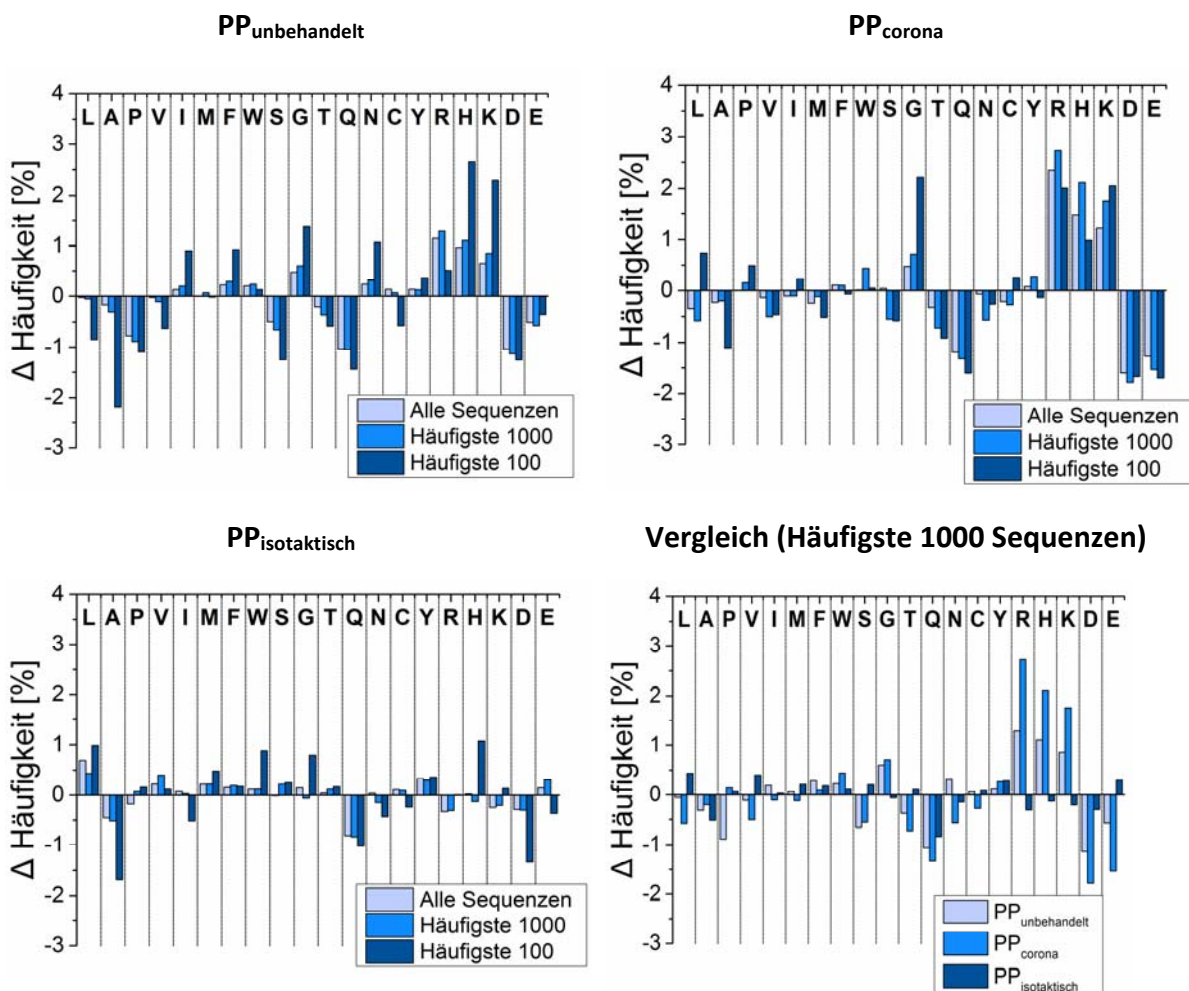 PPunbehandelt
4
3
2
1
0
-1
-2
-3
Δ Häufigkeit [%]
L A P V I M F W S G T Q N C Y R H K D E
Alle Sequenzen
Häufigste 1000
Häufigste 100
PPcorona
4
3
2
1
0
-1
-2
-3
Δ Häufigkeit [%]
L A P V I M F W S G T Q N C Y R H K D E
Alle Sequenzen
Häufigste 1000
Häufigste 100
PPisotaktisch
4
3
2
1
0
-1
-2
-3
Δ Häufigkeit [%]
L A P V I M F W S G T Q N C Y R H K D E
Alle Sequenzen
Häufigste 1000
Häufigste 100
Vergleich (Häufigste 1000 Sequenzen)
4
3
2
1
0
-1
-2
-3
Δ Häufigkeit [%]
L A P V I M F W S G T Q N C Y R H K D E
PPunbehandelt
PPcorona
PPisotaktisch